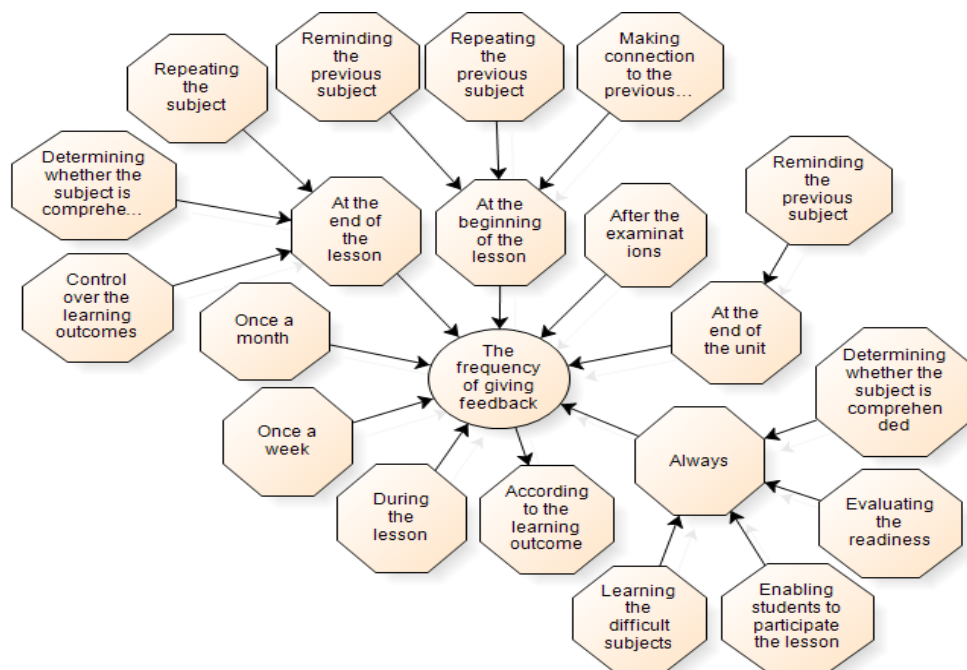 Repeating
the
subject
Reminding
the
previous
subject
Repeating
the
previous
subject
Making
connection
to the
previous...
Determining
whether the
subject is
comprehe...
At the
end of
the
lesson
At the
beginning
of the
lesson
After the
examinat
ions
Reminding
the
previous
subject
Control
over the
learning
outcomes
Once a
month
The
frequency
of giving
feedback
At the
end of
the unit
Determining
whether the
subject is
comprehen
ded
Once a
week
Always
During
the
lesson
According
to the
learning
outcome
Evaluating
the
readiness
Learning
the
difficult
subjects
Enabling
students to
participate
the lesson